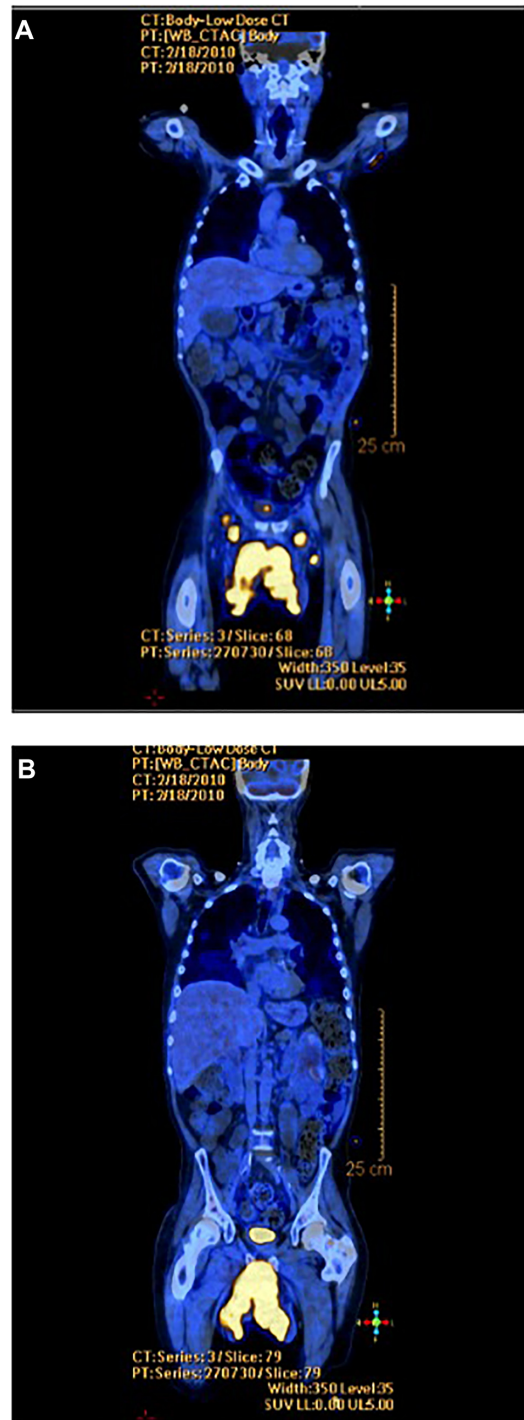 A
CT:Body-Low Dose CT
PT:[WB_CTAC] Body
CT: 2/18/2010
PT: 2/18/2010
25 cm
CT: Series: 3 / Slice: 68
PT: Series: 270730 / Slice: 68
Width:350 Level:35
SUV LL:0.00 UL:5.00
B
CT:Body-Low Dose CT
PT:[WB_CTAC] Body
CT: 2/18/2010
PT: 2/18/2010
25 cm
CT: Series: 3 / Slice: 79
PT: Series: 270730 / Slice: 79
Width:350 Level:35
SUV LL:0.00 UL:5.00